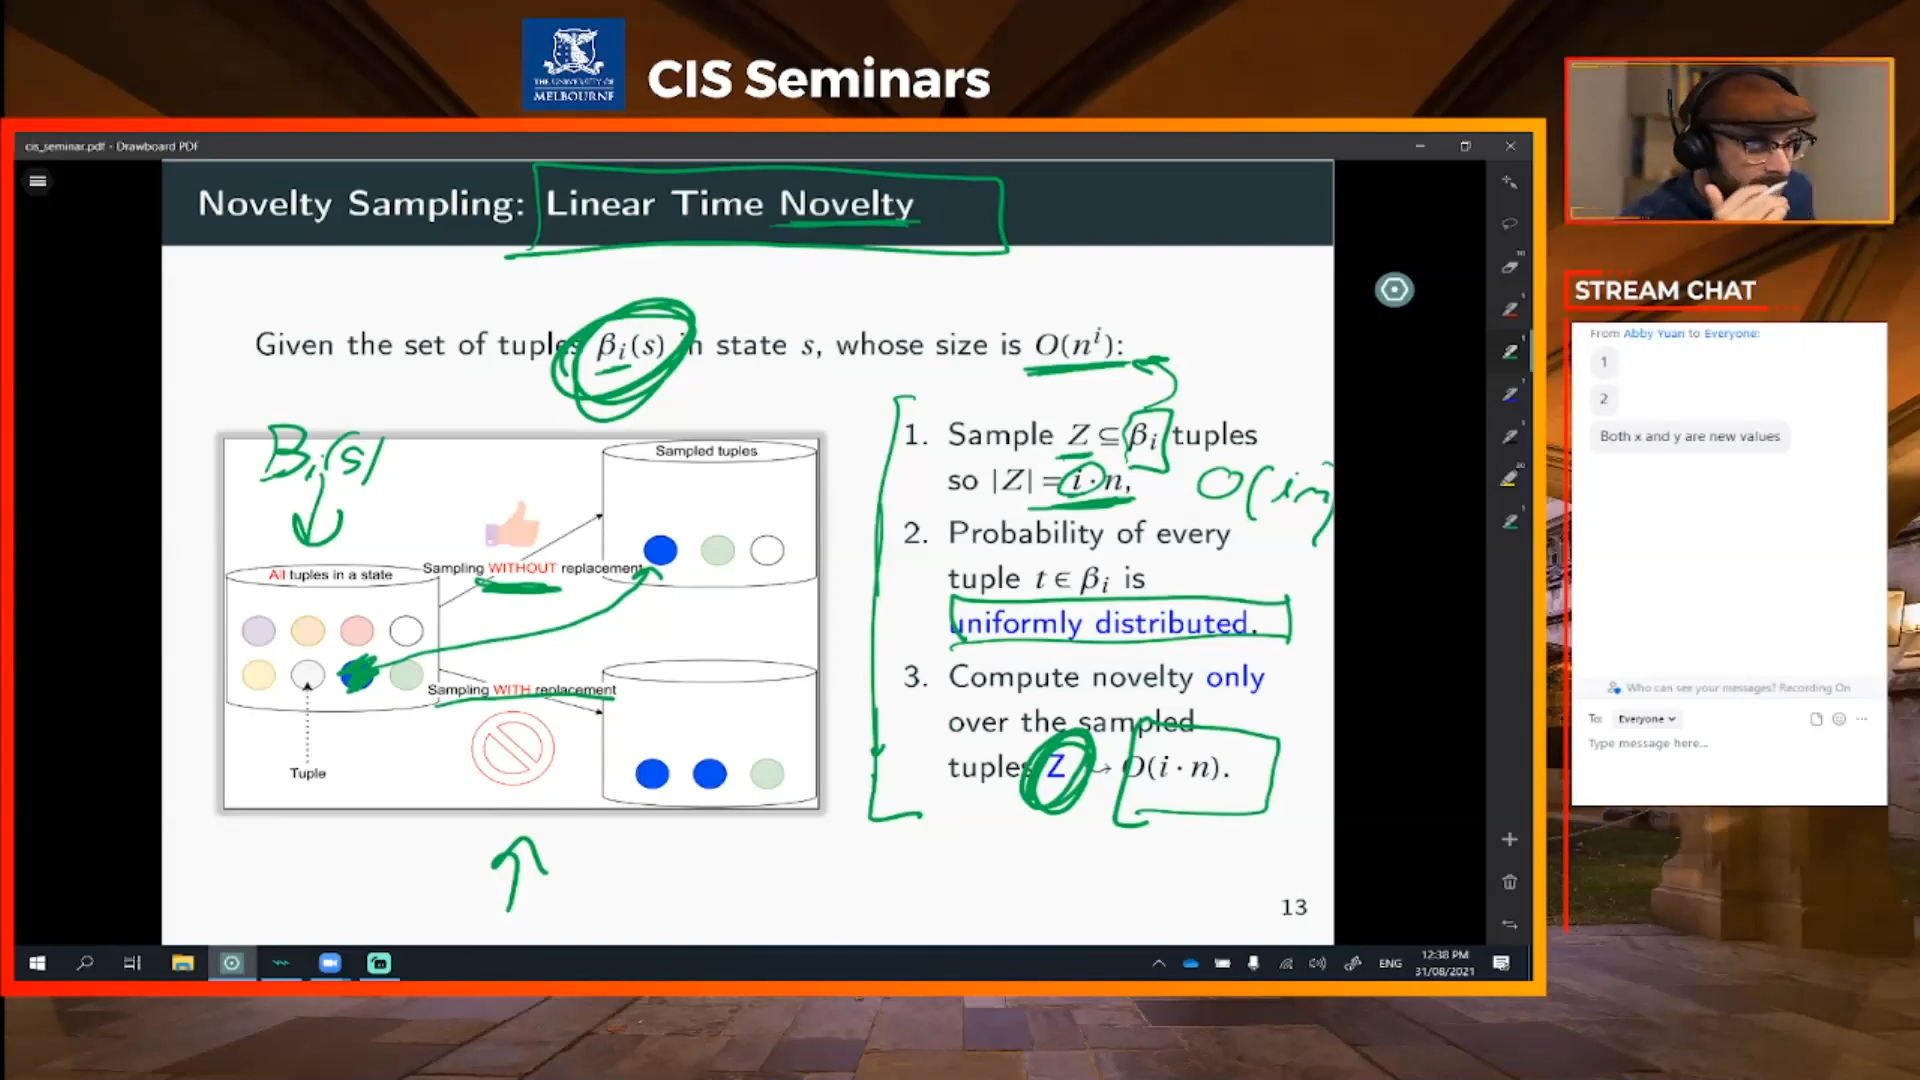 THE UNIVERSITY OF
MELBOURNE
CIS Seminars
cis_seminar.pdf - Drawboard PDF
Novelty Sampling: Linear Time Novelty
Given the set of tuples βᵢ(s) in state s, whose size is O(nⁱ):
Bᵢ(s)
All tuples in a state
Tuple
Sampling WITHOUT replacement
Sampling WITH replacement
Sampled tuples
1. Sample Z ⊆ βᵢ tuples
so |Z| = i · n,
O(in)
2. Probability of every
tuple t ∈ βᵢ is
uniformly distributed.
3. Compute novelty only
over the sampled
tuples Z ↪ O(i · n).
13
STREAM CHAT
From Abby Yuan to Everyone:
1
2
Both x and y are new values
Who can see your messages? Recording On
To: Everyone
Type message here...
ENG
12:38 PM
31/08/2021